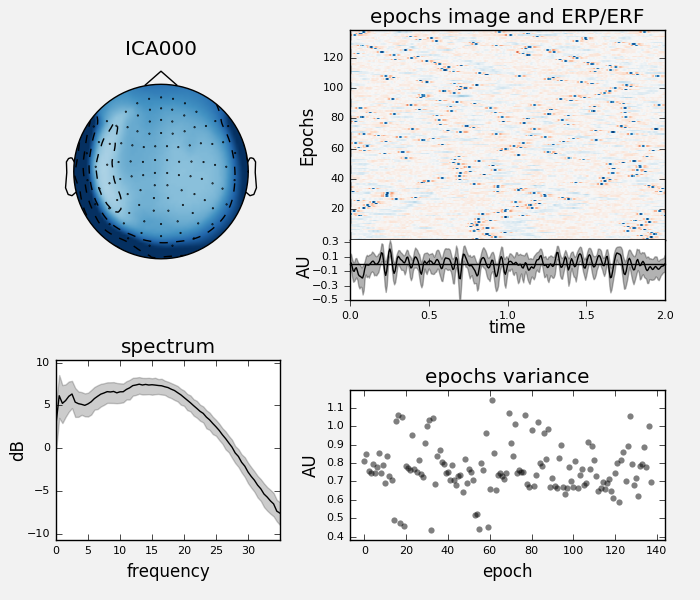 ICA000
epochs image and ERP/ERF
Epochs
120
100
80
60
40
20
AU
0.3
0.1
−0.1
−0.3
−0.5
0.0 0.5 1.0 1.5 2.0
time
spectrum
dB
10
5
0
−5
−10
0 5 10 15 20 25 30
frequency
epochs variance
AU
1.1
1.0
0.9
0.8
0.7
0.6
0.5
0.4
0 20 40 60 80 100 120 140
epoch